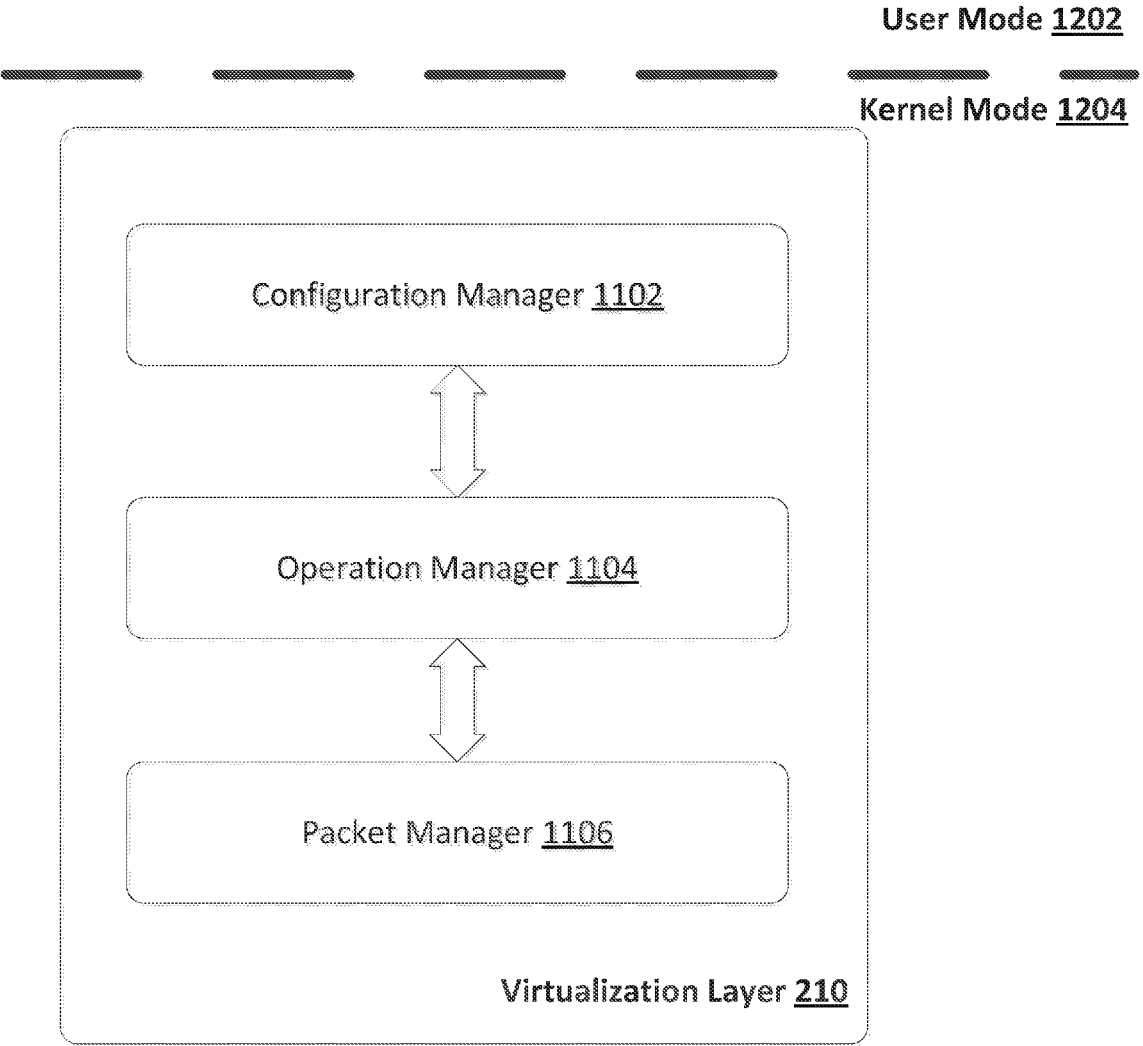 User Mode 1202
Kernel Mode 1204
Configuration Manager 1102
Operation Manager 1104
Packet Manager 1106
Virtualization Layer 210